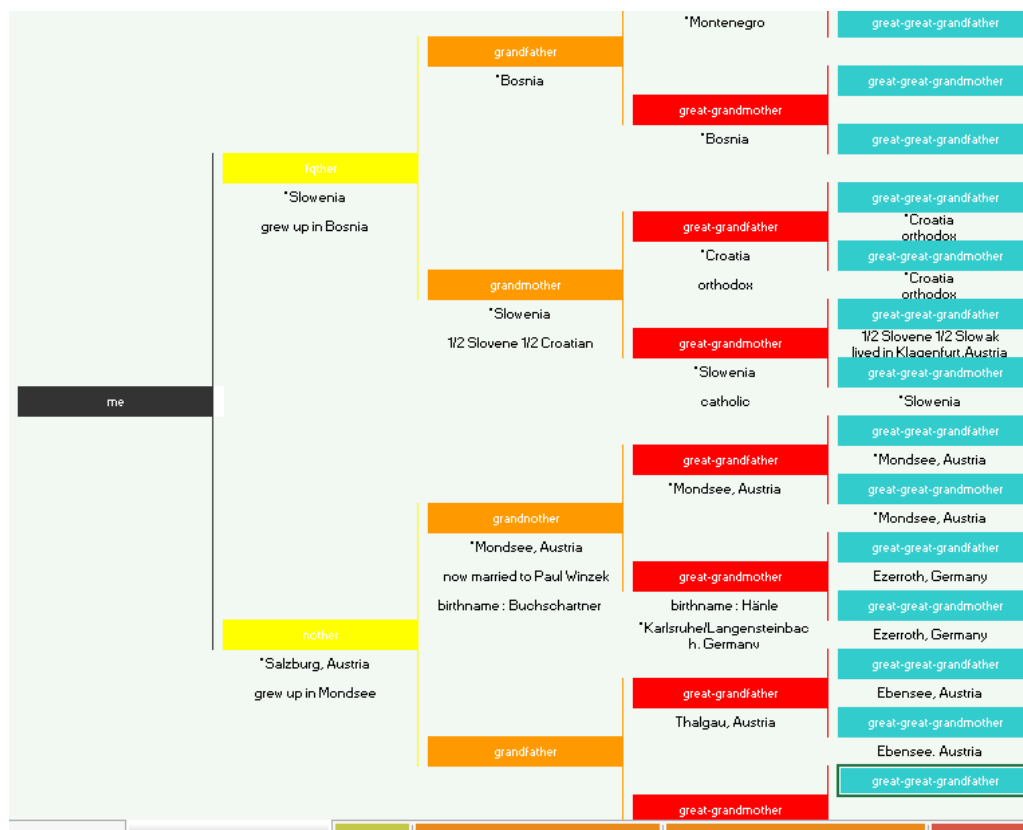 me
fqther
*Slowenia
grew up in Bosnia
nother
*Salzburg, Austria
grew up in Mondsee
grandfather
*Bosnia
grandmother
*Slowenia
1/2 Slovene 1/2 Croatian
grandnother
*Mondsee, Austria
now married to Paul Winzek
birthname : Buchschartner
grandfather
*Montenegro
great-grandmother
*Bosnia
great-grandfather
*Croatia
orthodox
great-grandmother
*Slowenia
catholic
great-grandfather
*Mondsee, Austria
great-grandmother
birthname : Hänle
*Karlsruhe/Langensteinbac
h, Germany
great-grandfather
Thalgau, Austria
great-grandmother
great-great-grandfather
great-great-grandmother
great-great-grandmother
great-great-grandfather
*Croatia
orthodox
great-great-grandmother
*Croatia
orthodox
great-great-grandfather
1/2 Slovene 1/2 Slowak
lived in Klagenfurt,Austria
great-great-grandmother
*Slowenia
great-great-grandfather
*Mondsee, Austria
great-great-grandmother
*Mondsee, Austria
great-great-grandfather
Ezerroth, Germany
great-great-grandmother
Ezerroth, Germany
great-great-grandfather
Ebensee, Austria
great-great-grandmother
Ebensee, Austria
great-great-grandfather